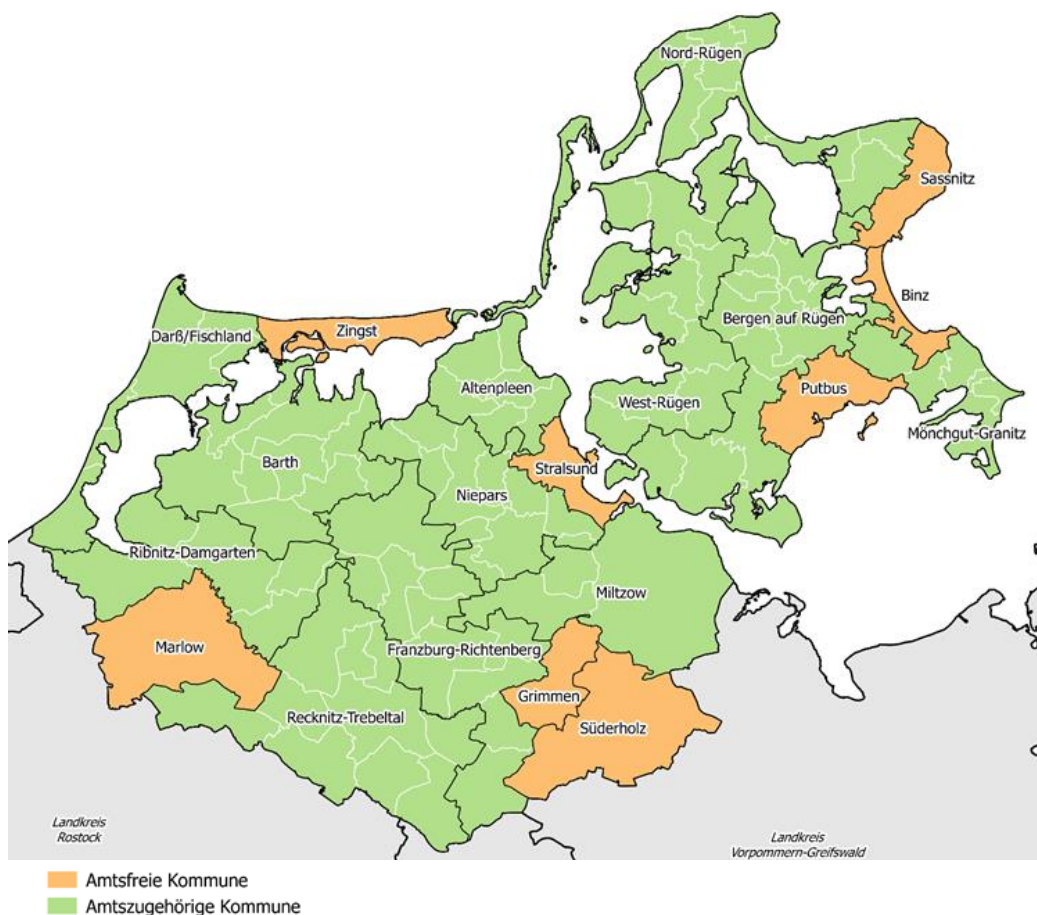 Nord-Rügen
Sassnitz
Binz
Bergen auf Rügen
Darß/Fischland
Zingst
Altenpleen
West-Rügen
Putbus
Mönchgut-Granitz
Barth
Stralsund
Niepars
Ribnitz-Damgarten
Miltzow
Marlow
Franzburg-Richtenberg
Grimmen
Recknitz-Trebeltal
Süderholz
Landkreis
Rostock
Landkreis
Vorpommern-Greifswald
Amtsfreie Kommune
Amtszugehörige Kommune